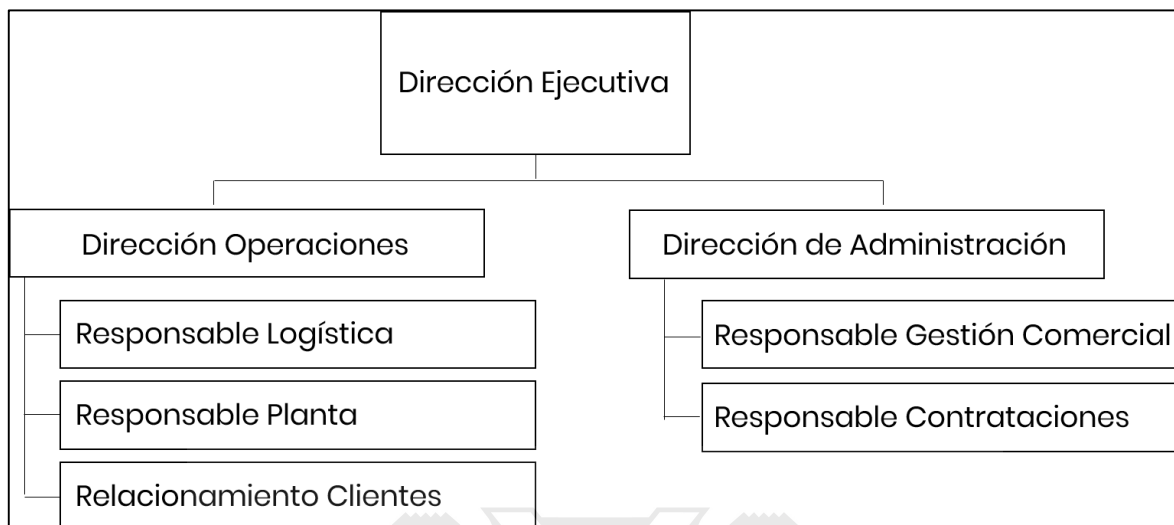 Dirección Ejecutiva
Dirección Operaciones
Responsable Logística
Responsable Planta
Relacionamiento Clientes
Dirección de Administración
Responsable Gestión Comercial
Responsable Contrataciones